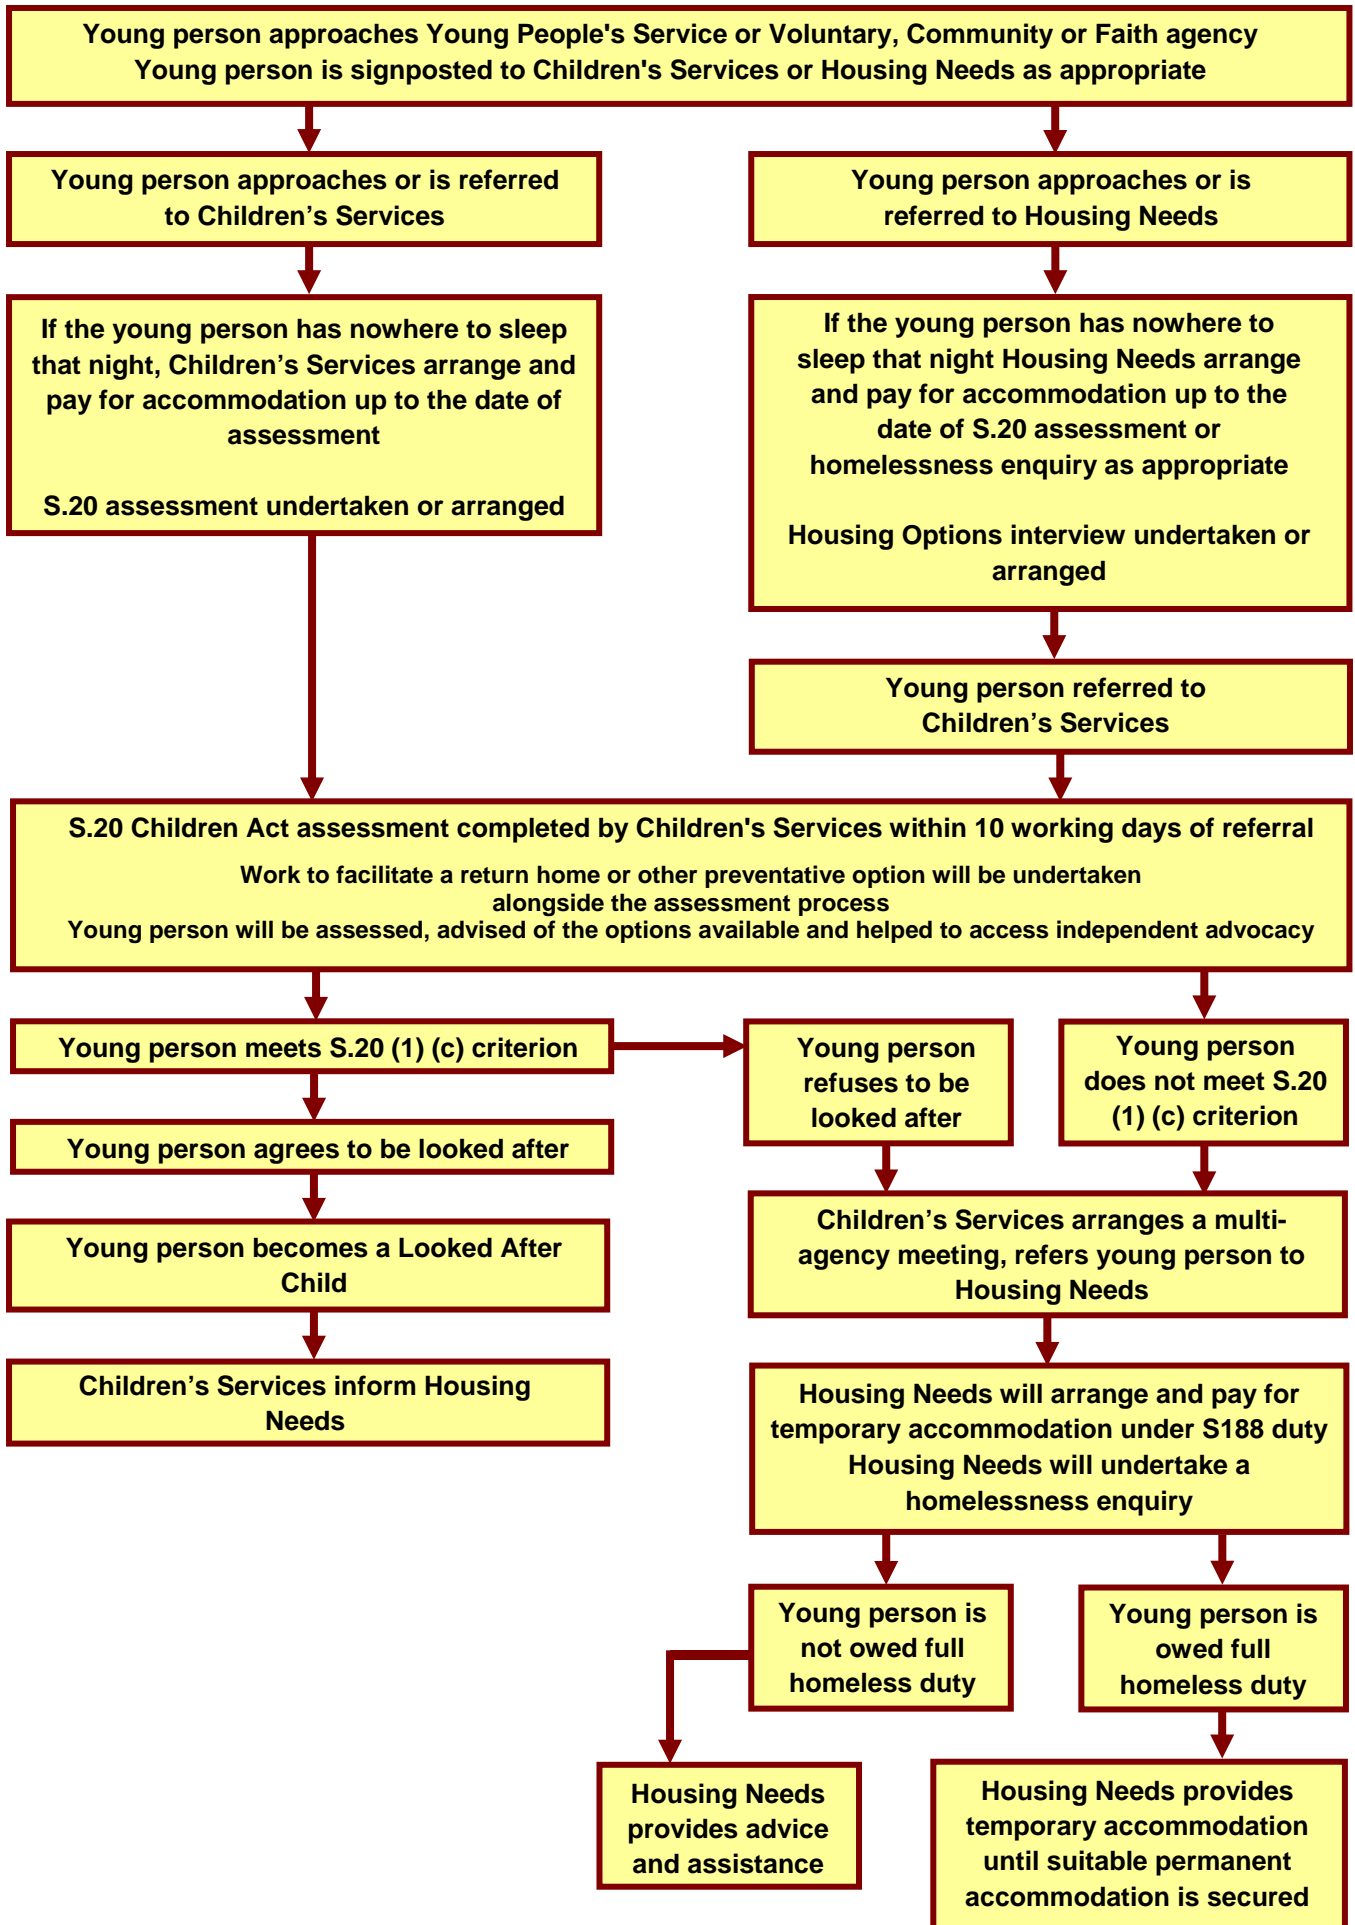 Young person approaches Young People's Service or Voluntary, Community or Faith agency
Young person is signposted to Children's Services or Housing Needs as appropriate
Young person approaches or is referred
to Children’s Services
Young person approaches or is
referred to Housing Needs
If the young person has nowhere to sleep
that night, Children’s Services arrange and
pay for accommodation up to the date of
assessment
S.20 assessment undertaken or arranged
If the young person has nowhere to
sleep that night Housing Needs arrange
and pay for accommodation up to the
date of S.20 assessment or
homelessness enquiry as appropriate
Housing Options interview undertaken or
arranged
Young person referred to
Children’s Services
S.20 Children Act assessment completed by Children's Services within 10 working days of referral
Work to facilitate a return home or other preventative option will be undertaken
alongside the assessment process
Young person will be assessed, advised of the options available and helped to access independent advocacy
Young person meets S.20 (1) (c) criterion
Young person
refuses to be
looked after
Young person
does not meet S.20
(1) (c) criterion
Young person agrees to be looked after
Young person becomes a Looked After
Child
Children’s Services inform Housing
Needs
Children’s Services arranges a multi-
agency meeting, refers young person to
Housing Needs
Housing Needs will arrange and pay for
temporary accommodation under S188 duty
Housing Needs will undertake a
homelessness enquiry
Young person is
not owed full
homeless duty
Young person is
owed full
homeless duty
Housing Needs
provides advice
and assistance
Housing Needs provides
temporary accommodation
until suitable permanent
accommodation is secured